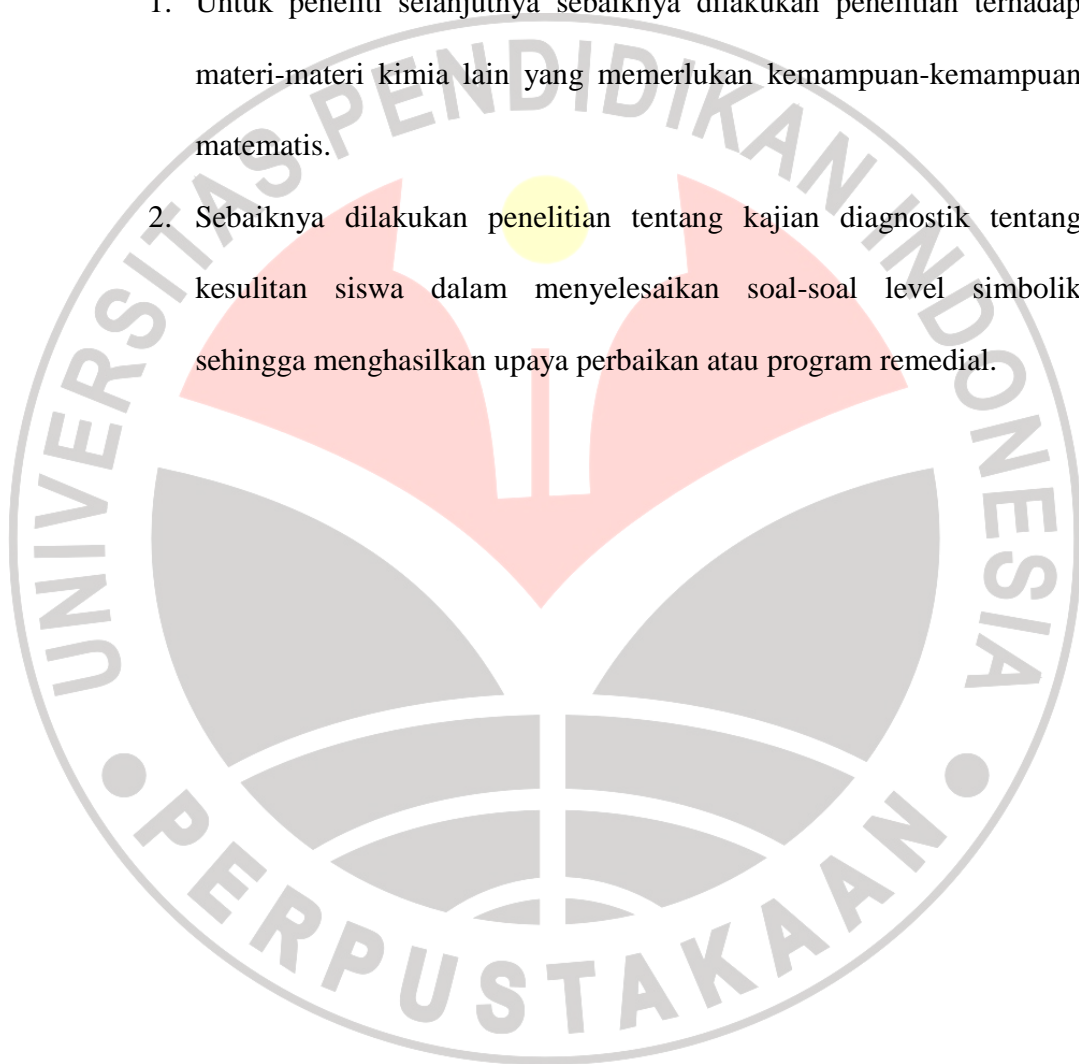 1. Untuk peneliti selanjutnya sebaiknya dilakukan penelitian terhadap
materi-materi kimia lain yang memerlukan kemampuan-kemampuan
matematis.
2. Sebaiknya dilakukan penelitian tentang kajian diagnostik tentang
kesulitan siswa dalam menyelesaikan soal-soal level simbolik
sehingga menghasilkan upaya perbaikan atau program remedial.
UNIVERSITAS PENDIDIKAN INDONESIA
PERPUSTAKAAN